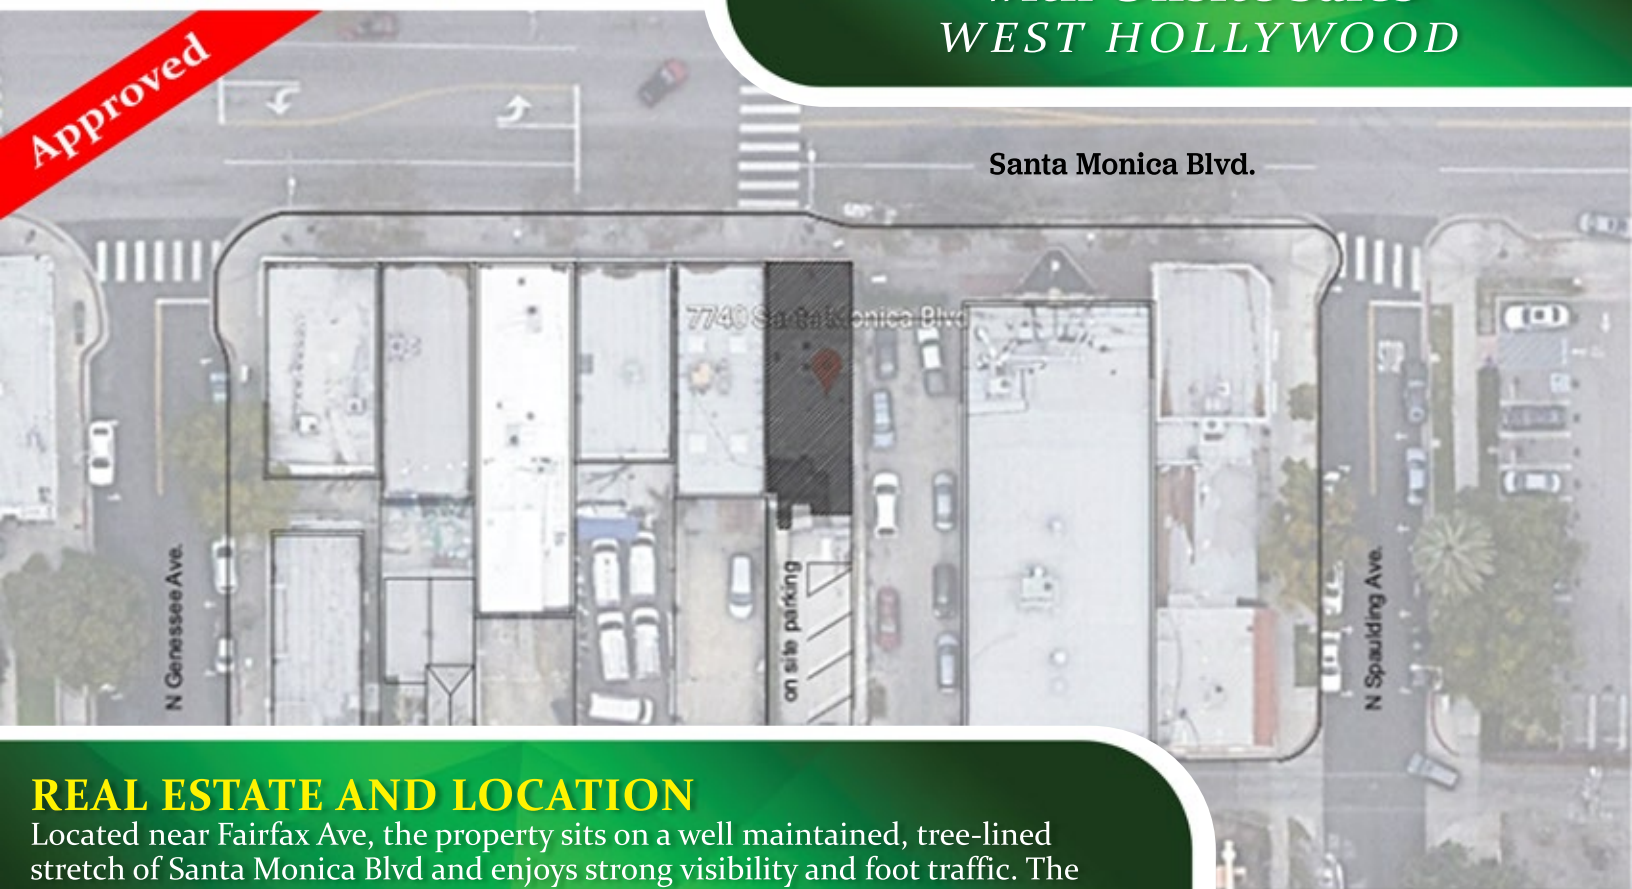 WEST HOLLYWOOD
Approved
Santa Monica Blvd.
7740 Santa Monica Blvd
on site parking
N Genessee Ave.
N Spaulding Ave.
REAL ESTATE AND LOCATION
Located near Fairfax Ave, the property sits on a well maintained, tree-lined
stretch of Santa Monica Blvd and enjoys strong visibility and foot traffic. The